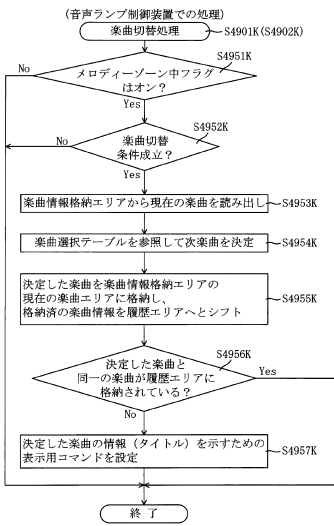 (音声ランプ制御装置での処理)
楽曲切替処理
S4901K(S4902K)
S4951K
No
メロディーゾーン中フラグ
はオン?
Yes
S4952K
No
楽曲切替
条件成立?
Yes
楽曲情報格納エリアから現在の楽曲を読み出し
S4953K
楽曲選択テーブルを参照して次楽曲を決定
S4954K
決定した楽曲を楽曲情報格納エリアの
現在の楽曲エリアに格納し、
格納済の楽曲情報を履歴エリアへとシフト
S4955K
S4956K
決定した楽曲と
同一の楽曲が履歴エリアに
格納されている?
Yes
No
決定した楽曲の情報(タイトル)を示すための
表示用コマンドを設定
S4957K
終了